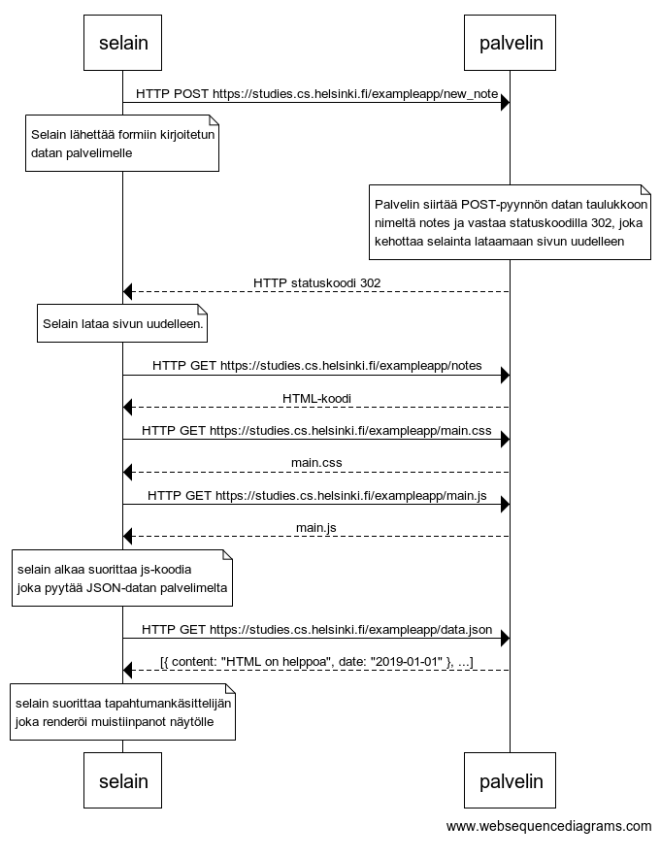 selain
palvelin
HTTP POST https://studies.cs.helsinki.fi/exampleapp/new_note
Selain lähettää formiin kirjoitetun
datan palvelimelle
Palvelin siirtää POST-pyynnön datan taulukkoon
nimeltä notes ja vastaa statuskoodilla 302, joka
kehottaa selainta lataamaan sivun uudelleen
HTTP statuskoodi 302
Selain lataa sivun uudelleen.
HTTP GET https://studies.cs.helsinki.fi/exampleapp/notes
HTML-koodi
HTTP GET https://studies.cs.helsinki.fi/exampleapp/main.css
main.css
HTTP GET https://studies.cs.helsinki.fi/exampleapp/main.js
main.js
selain alkaa suorittaa js-koodia
joka pyytää JSON-datan palvelimelta
HTTP GET https://studies.cs.helsinki.fi/exampleapp/data.json
[{ content: "HTML on helppoa", date: "2019-01-01" }, ...]
selain suorittaa tapahtumankäsittelijän
joka renderöi muistiinpanot näytölle
selain
palvelin
www.websequencediagrams.com